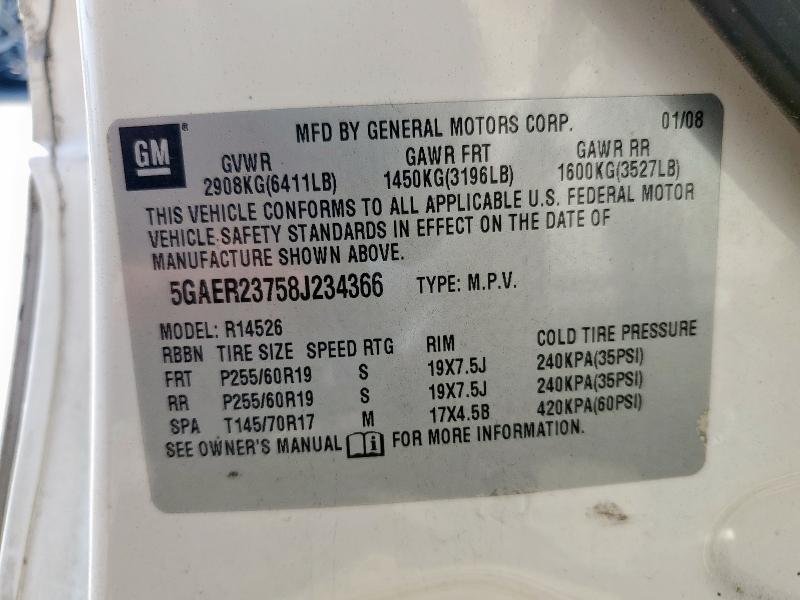 GM ®
MFD BY GENERAL MOTORS CORP. 01/08
GVWR GAWR FRT GAWR RR
2908KG(6411LB) 1450KG(3196LB) 1600KG(3527LB)
THIS VEHICLE CONFORMS TO ALL APPLICABLE U.S. FEDERAL MOTOR
VEHICLE SAFETY STANDARDS IN EFFECT ON THE DATE OF
MANUFACTURE SHOWN ABOVE.
5GAER23758J234366 TYPE: M.P.V.
MODEL: R14526
RBBN TIRE SIZE SPEED RTG RIM COLD TIRE PRESSURE
FRT P255/60R19 S 19X7.5J 240KPA(35PSI)
RR P255/60R19 S 19X7.5J 240KPA(35PSI)
SPA T145/70R17 M 17X4.5B 420KPA(60PSI)
SEE OWNER'S MANUAL i FOR MORE INFORMATION.